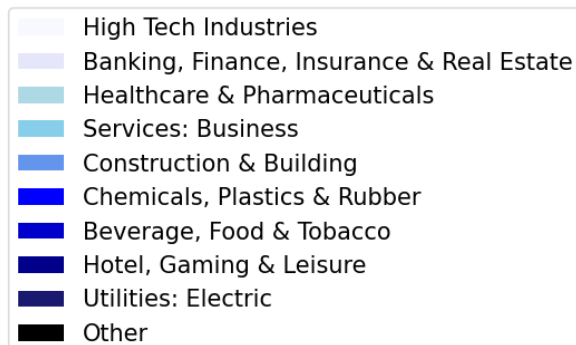 High Tech Industries
Banking, Finance, Insurance & Real Estate
Healthcare & Pharmaceuticals
Services: Business
Construction & Building
Chemicals, Plastics & Rubber
Beverage, Food & Tobacco
Hotel, Gaming & Leisure
Utilities: Electric
Other